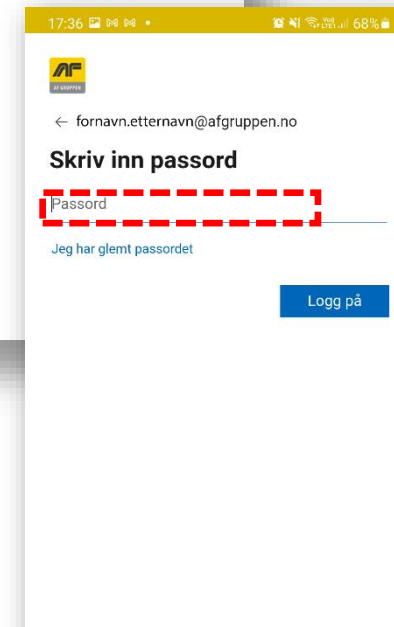 17:36
68%
AF
AF GRUPPEN
← fornavn.etternavn@afgruppen.no
Skriv inn passord
Passord
Jeg har glemt passordet
Logg på